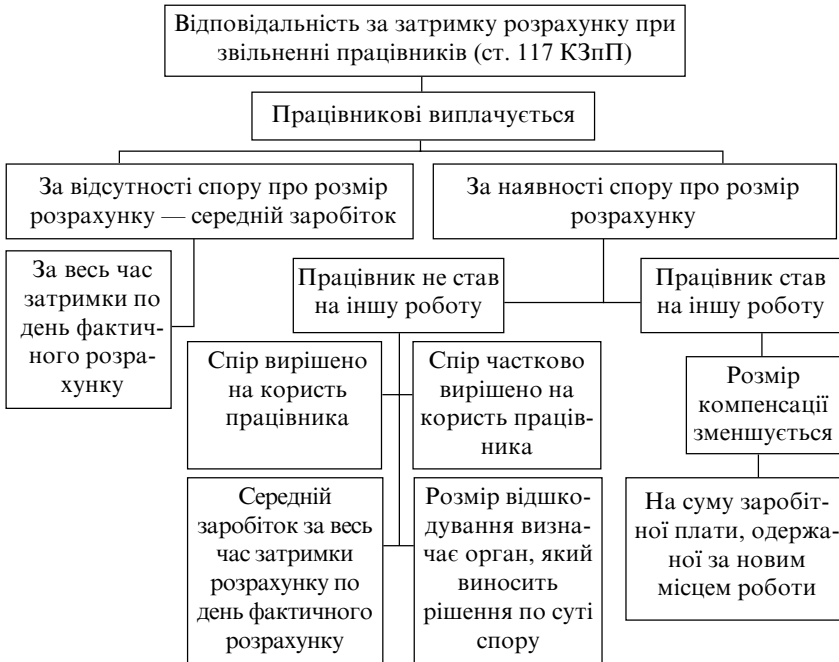 Відповідальність за затримку розрахунку при
звільненні працівників (ст. 117 КЗпП)
Працівникові виплачується
За відсутності спору про розмір
розрахунку — середній заробіток
За наявності спору про розмір
розрахунку
За весь час
затримки по
день фактич-
ного розра-
хунку
Працівник не став
на іншу роботу
Працівник став
на іншу роботу
Спір вирішено
на користь
працівника
Спір частково
вирішено на
користь праців-
ника
Розмір
компенсації
зменшується
Середній
заробіток за весь
час затримки
розрахунку по
день фактичного
розрахунку
Розмір відшко-
дування визна-
чає орган, який
виносить
рішення по суті
спору
На суму заробіт-
ної плати, одержа-
ної за новим
місцем роботи